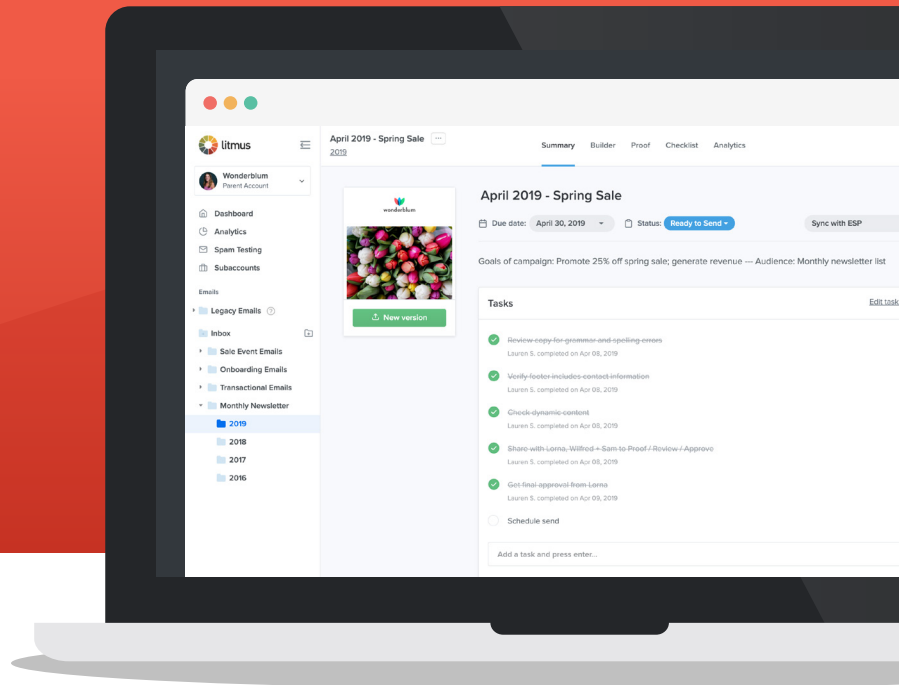 litmus
April 2019 - Spring Sale ...
2019
Summary Builder Proof Checklist Analytics
Wonderblum
Parent Account
Dashboard
Analytics
Spam Testing
Subaccounts
Emails
Legacy Emails ?
Inbox
Sale Event Emails
Onboarding Emails
Transactional Emails
Monthly Newsletter
2019
2018
2017
2016
wonderblum
New version
April 2019 - Spring Sale
Due date: April 30, 2019 Status: Ready to Send Sync with ESP
Goals of campaign: Promote 25% off spring sale; generate revenue --- Audience: Monthly newsletter list
Tasks Edit task
Review copy for grammar and spelling errors
Lauren S. completed on Apr 08, 2019
Verify footer includes contact information
Lauren S. completed on Apr 08, 2019
Check dynamic content
Lauren S. completed on Apr 08, 2019
Share with Lorna, Wilfred + Sam to Proof / Review / Approve
Lauren S. completed on Apr 08, 2019
Get final approval from Lorna
Lauren S. completed on Apr 09, 2019
Schedule send
Add a task and press enter...